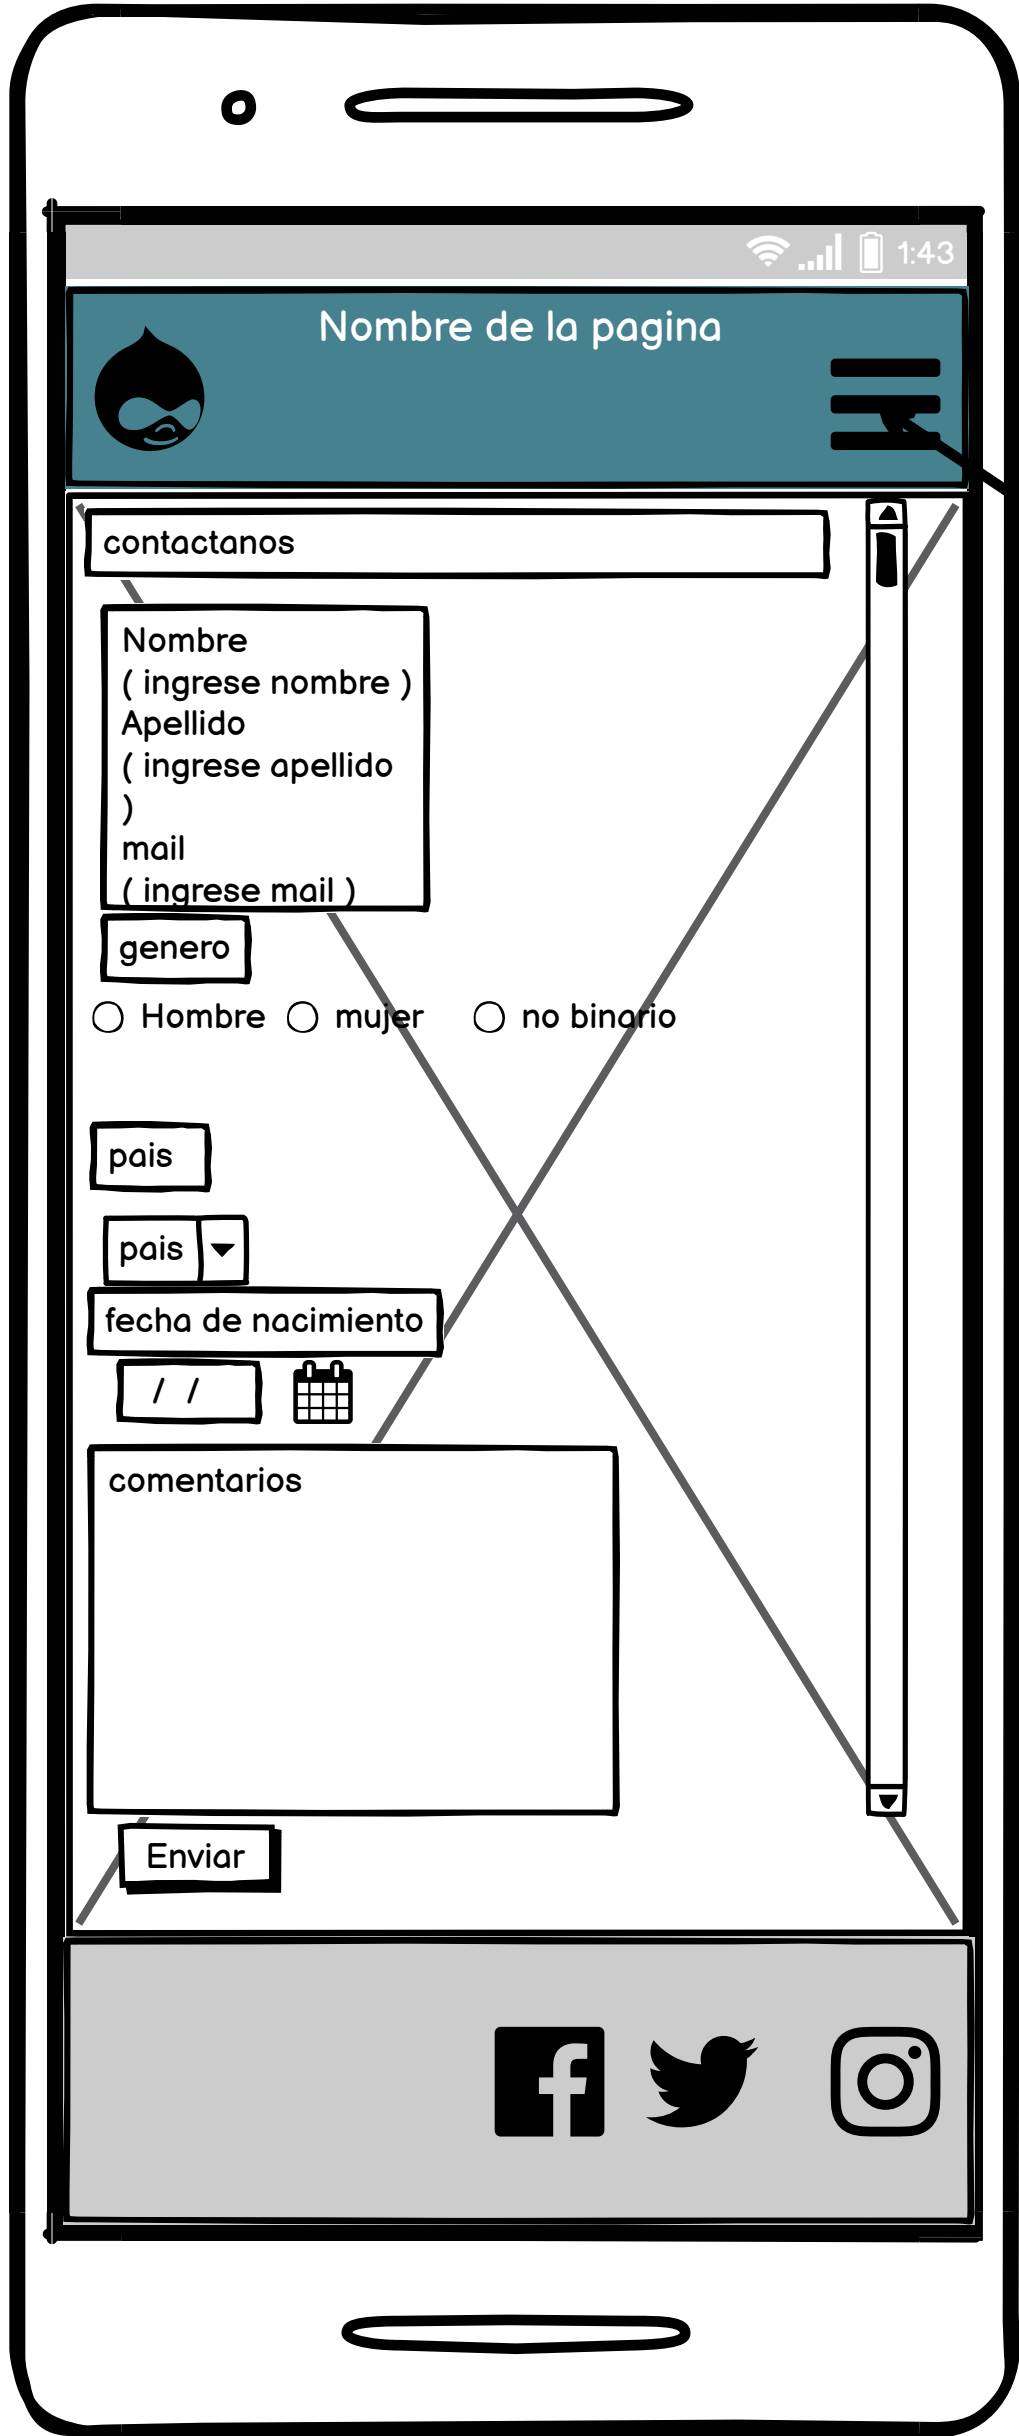 1:43
Nombre de la pagina
contactanos
Nombre
( ingrese nombre )
Apellido
( ingrese apellido
)
mail
( ingrese mail )
genero
Hombre mujer no binario
pais
pais
fecha de nacimiento
/ /
comentarios
Enviar